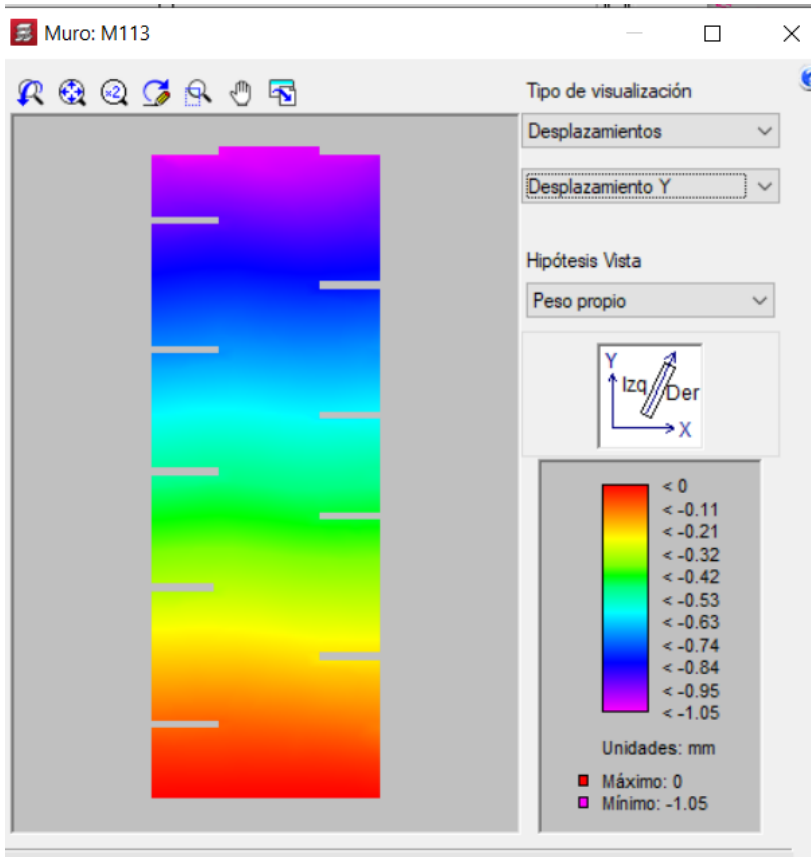 Muro: M113
x2
Tipo de visualización
Desplazamientos
Desplazamiento Y
Hipótesis Vista
Peso propio
Y
Izq
Der
X
< 0
< -0.11
< -0.21
< -0.32
< -0.42
< -0.53
< -0.63
< -0.74
< -0.84
< -0.95
< -1.05
Unidades: mm
Máximo: 0
Mínimo: -1.05